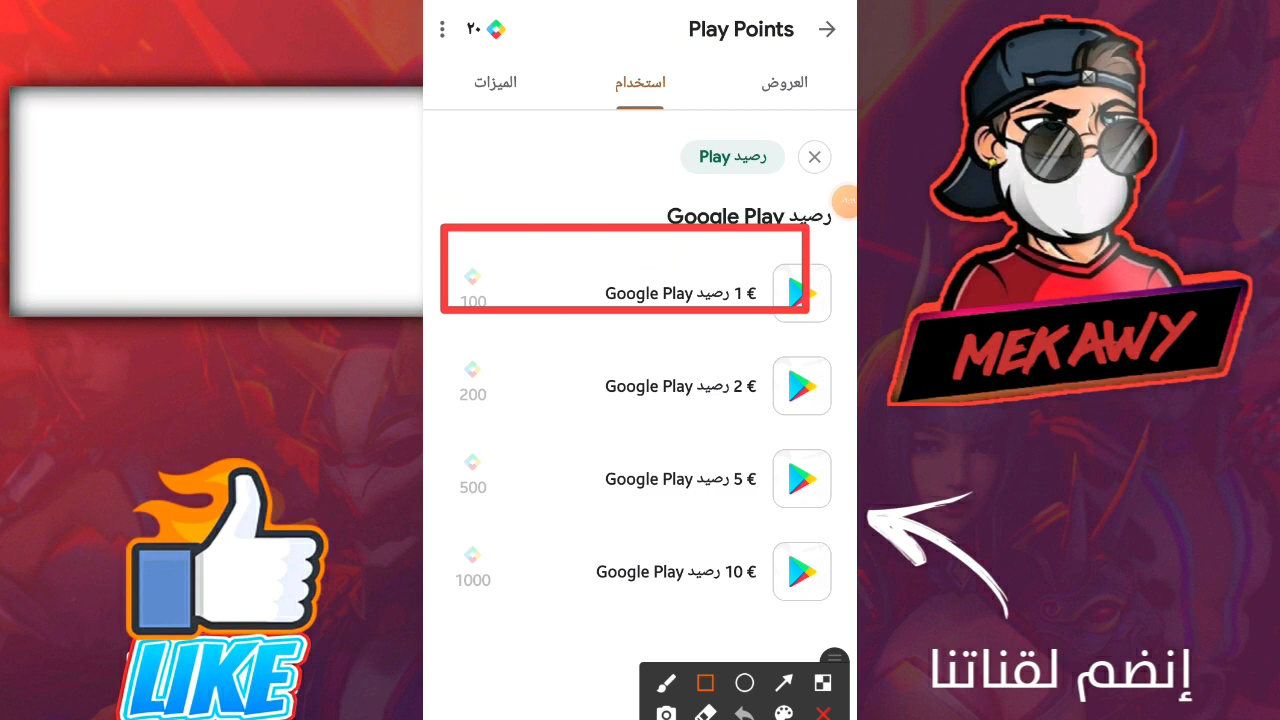 Play Points
٢٠
العروض
استخدام
الميزات
رصيد Play
رصيد Google Play
€ 1 رصيد Google Play
100
€ 2 رصيد Google Play
200
€ 5 رصيد Google Play
500
€ 10 رصيد Google Play
1000
MEKAWY
إنضم لقناتنا
LIKE